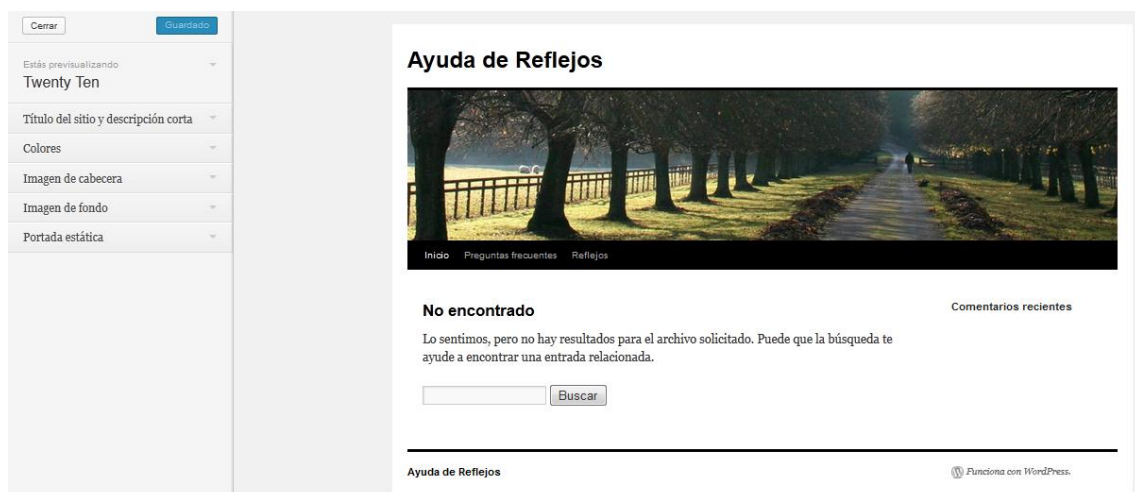 Cerrar
Guardado
Estás previsualizando
Twenty Ten
Título del sitio y descripción corta
Colores
Imagen de cabecera
Imagen de fondo
Portada estática
Ayuda de Reflejos
Inicio Preguntas frecuentes Reflejos
No encontrado
Lo sentimos, pero no hay resultados para el archivo solicitado. Puede que la búsqueda te
ayude a encontrar una entrada relacionada.
Buscar
Comentarios recientes
Ayuda de Reflejos
Funciona con WordPress.